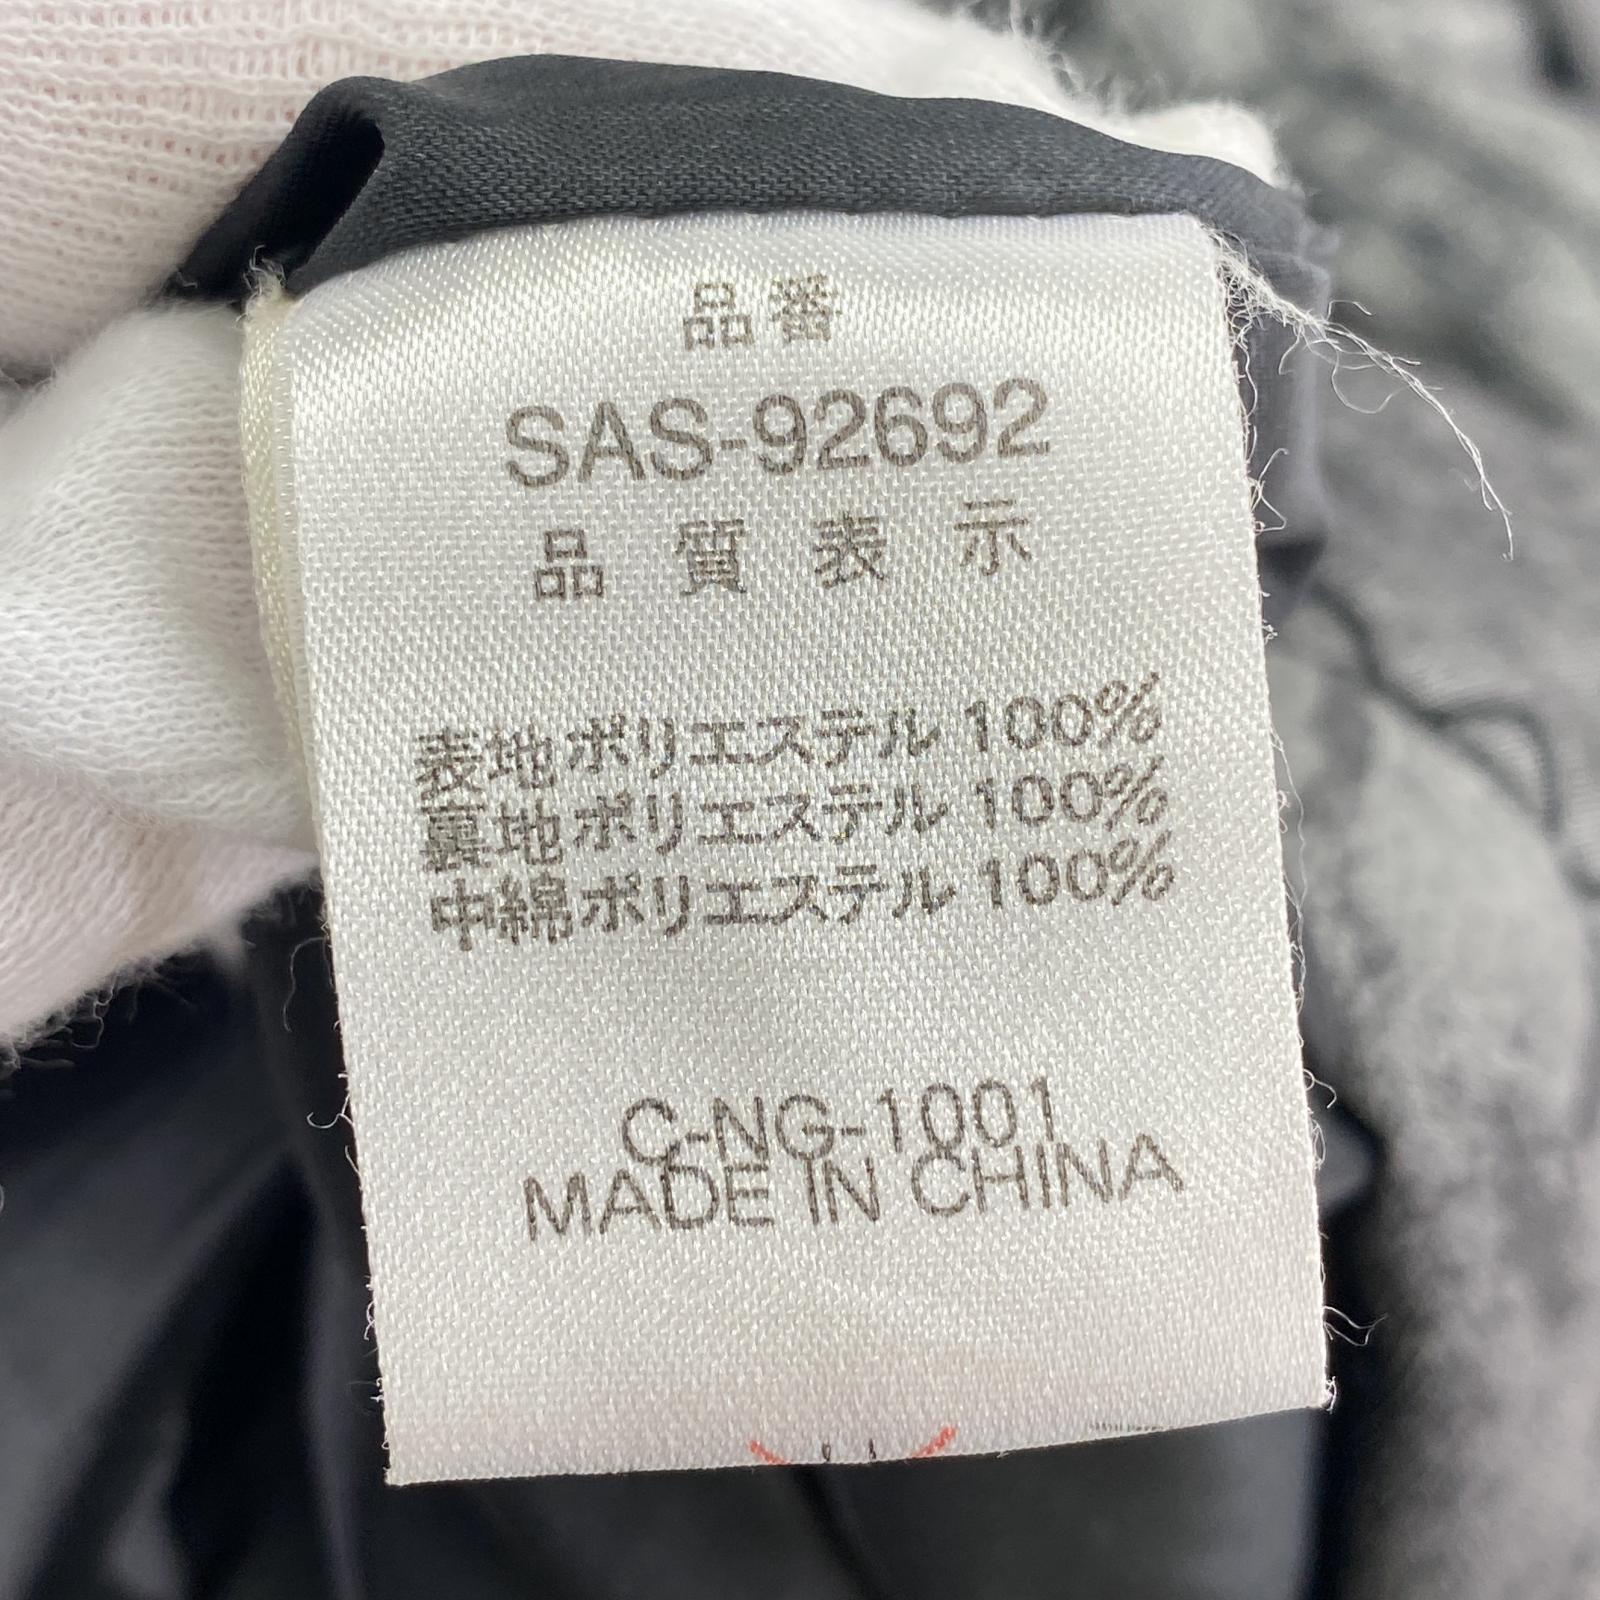 品番
SAS-92692
品質表示
表地ポリエステル 100%
裏地ポリエステル 100%
中綿ポリエステル 100%
C-NG-1001
MADE IN CHINA